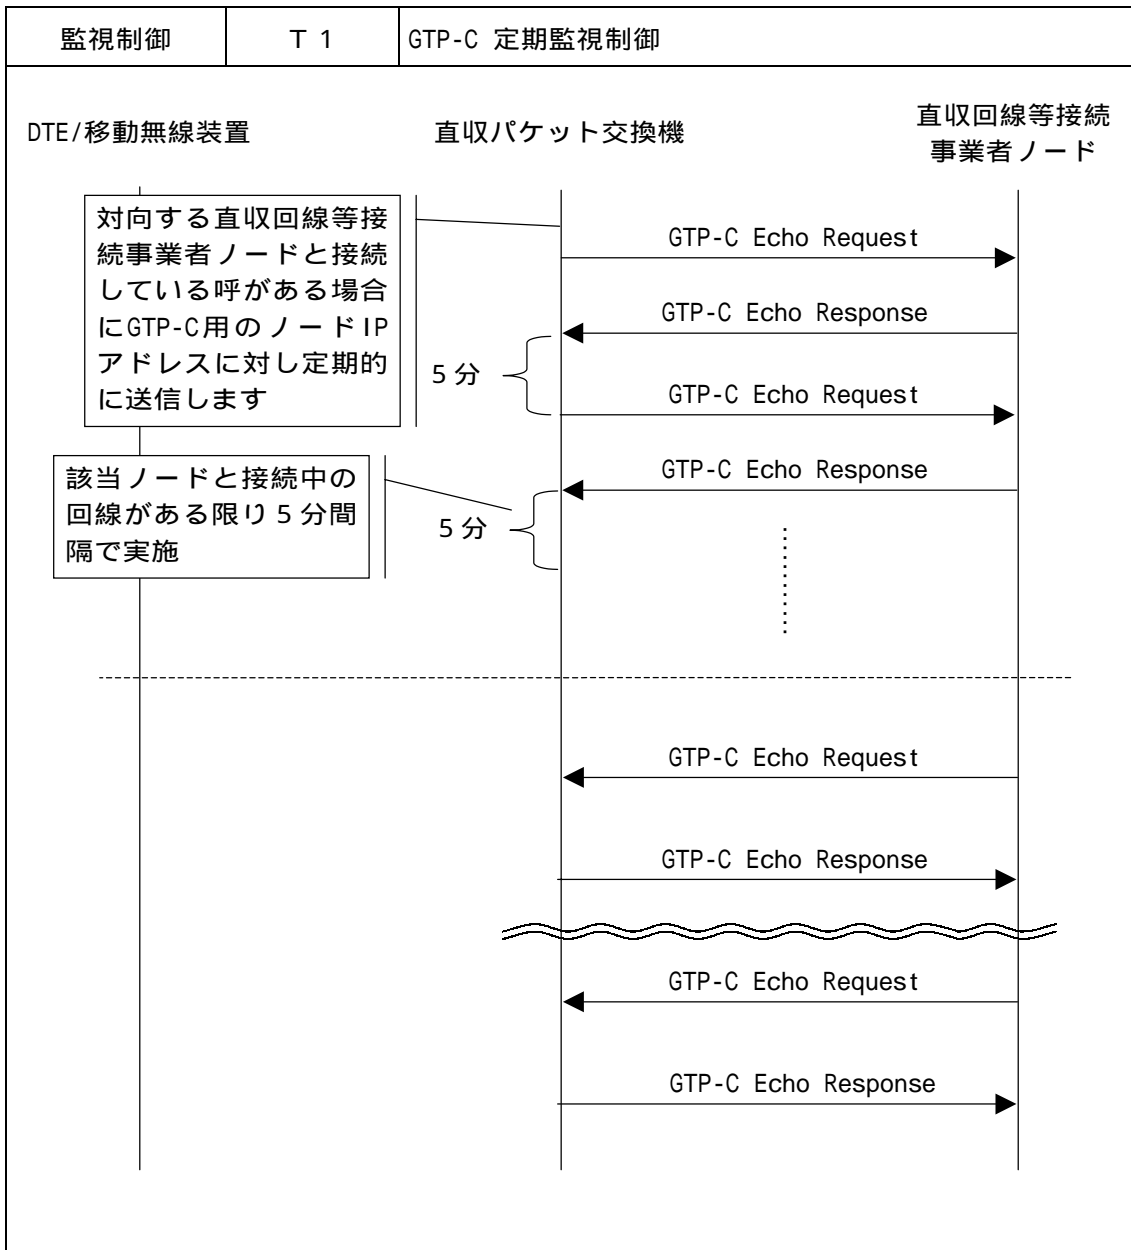 監視制御
T1
GTP-C 定期監視制御
DTE/移動無線装置
直収パケット交換機
直収回線等接続
事業者ノード
対向する直収回線等接
続事業者ノードと接続
している呼がある場合
にGTP-C用のノードIP
アドレスに対し定期的
に送信します
GTP-C Echo Request
GTP-C Echo Response
5分
GTP-C Echo Request
該当ノードと接続中の
回線がある限り5分間
隔で実施
GTP-C Echo Response
5分
GTP-C Echo Request
GTP-C Echo Response
GTP-C Echo Request
GTP-C Echo Response